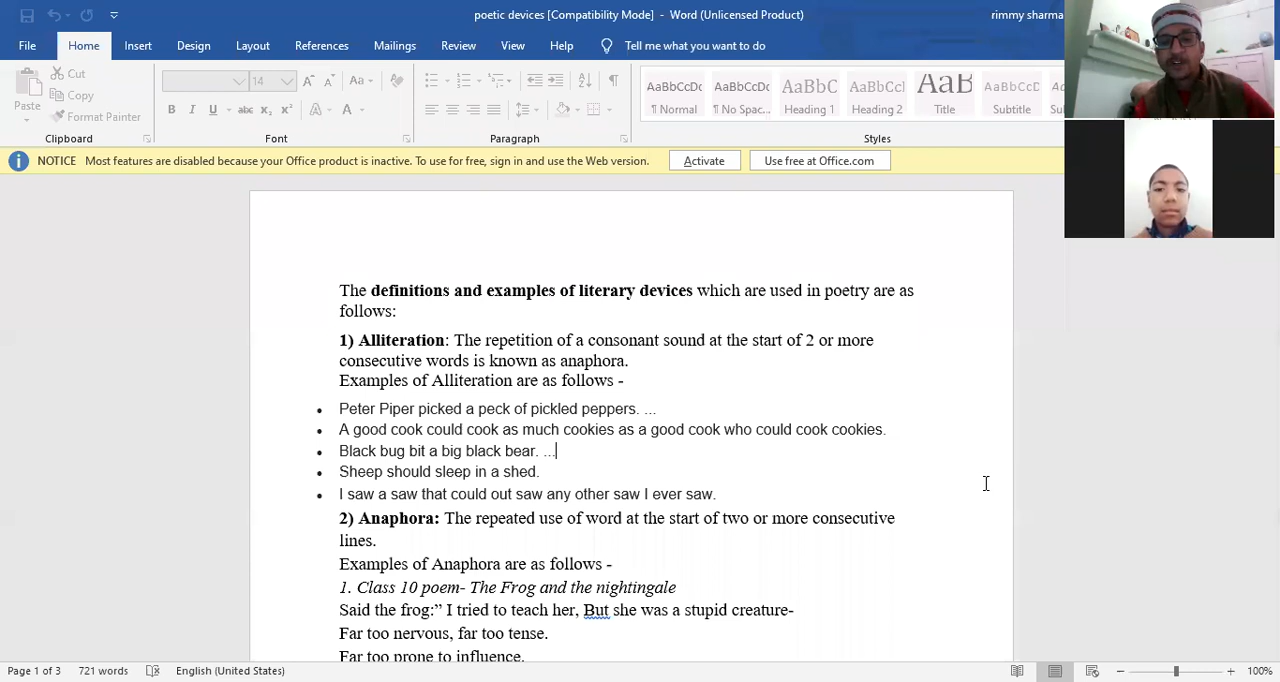 poetic devices [Compatibility Mode] - Word (Unlicensed Product)
rimmy sharma
File Home Insert Design Layout References Mailings Review View Help Tell me what you want to do
Paste
Cut
Copy
Format Painter
14
Aa
B I U abc x₂ x² A A
AaBbCcDc AaBbCcDc AaBbC AaBbCcI AaB AaBbCcC
¶ Normal ¶ No Spac... Heading 1 Heading 2 Title Subtitle
Clipboard Font Paragraph Styles
NOTICE Most features are disabled because your Office product is inactive. To use for free, sign in and use the Web version. Activate Use free at Office.com
The definitions and examples of literary devices which are used in poetry are as
follows:
1) Alliteration: The repetition of a consonant sound at the start of 2 or more
consecutive words is known as anaphora.
Examples of Alliteration are as follows -
• Peter Piper picked a peck of pickled peppers. ...
• A good cook could cook as much cookies as a good cook who could cook cookies.
• Black bug bit a big black bear. ...
• Sheep should sleep in a shed.
• I saw a saw that could out saw any other saw I ever saw.
2) Anaphora: The repeated use of word at the start of two or more consecutive
lines.
Examples of Anaphora are as follows -
1. Class 10 poem- The Frog and the nightingale
Said the frog:” I tried to teach her, But she was a stupid creature-
Far too nervous, far too tense.
Far too prone to influence.
Page 1 of 3 721 words English (United States) 100%